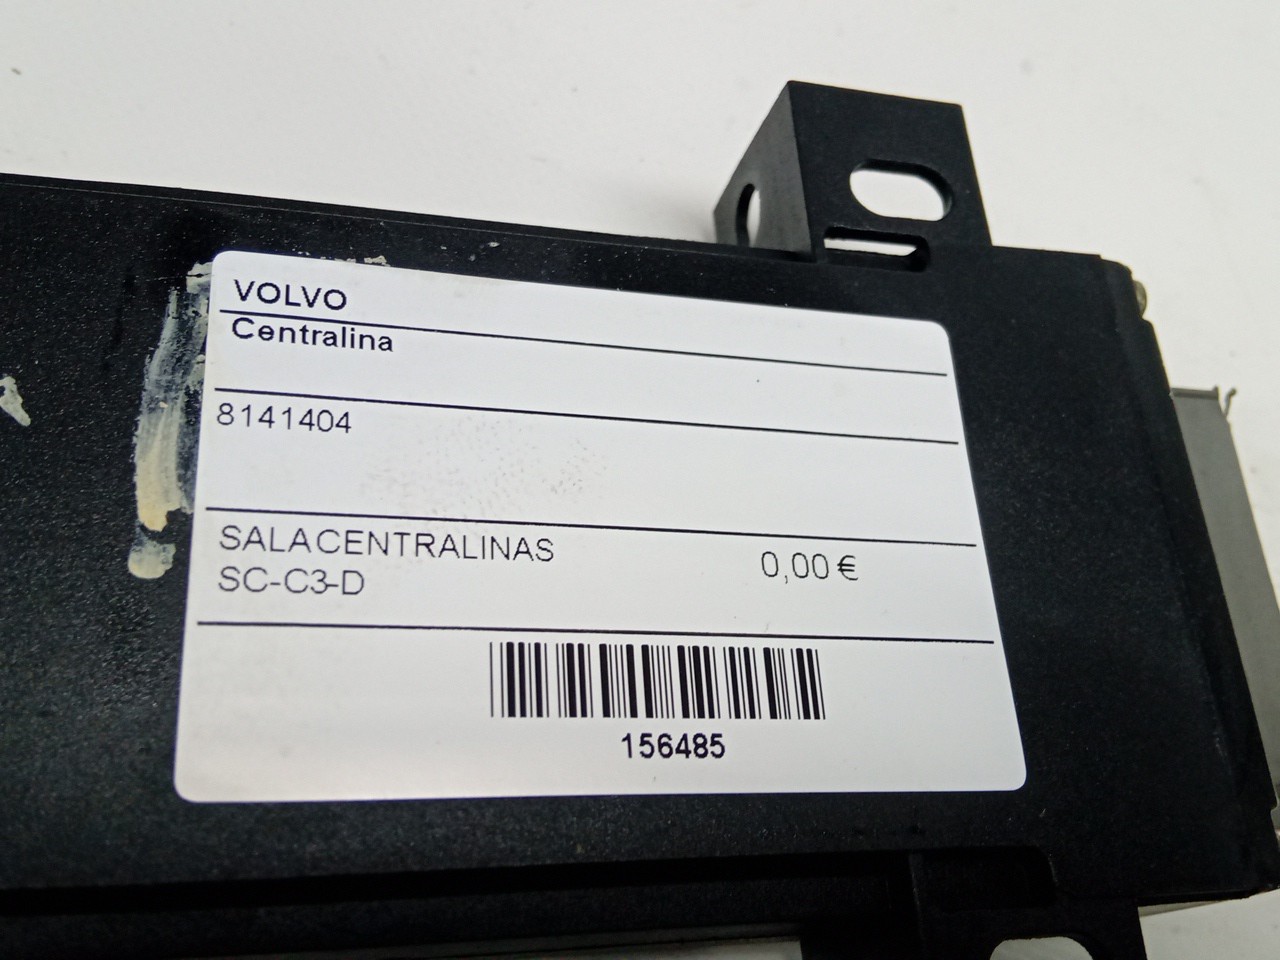 VOLVO
Centralina
8141404
SALACENTRALINAS
0,00 €
SC-C3-D
156485